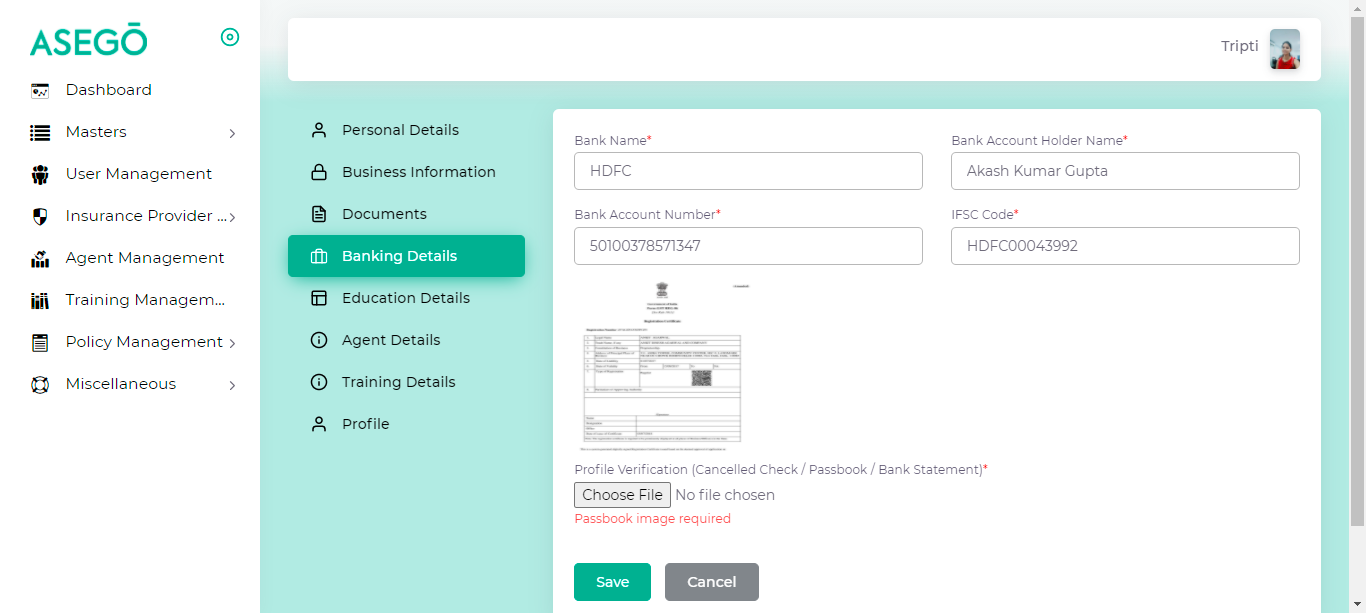 ASEGŌ
Dashboard
Masters
User Management
Insurance Provider ...
Agent Management
Training Managem...
Policy Management
Miscellaneous
Tripti
Personal Details
Business Information
Documents
Banking Details
Education Details
Agent Details
Training Details
Profile
Bank Name*
HDFC
Bank Account Holder Name*
Akash Kumar Gupta
Bank Account Number*
50100378571347
IFSC Code*
HDFC00043992
Registration Certificate
Profile Verification (Cancelled Check / Passbook / Bank Statement)*
Choose File No file chosen
Passbook image required
Save
Cancel